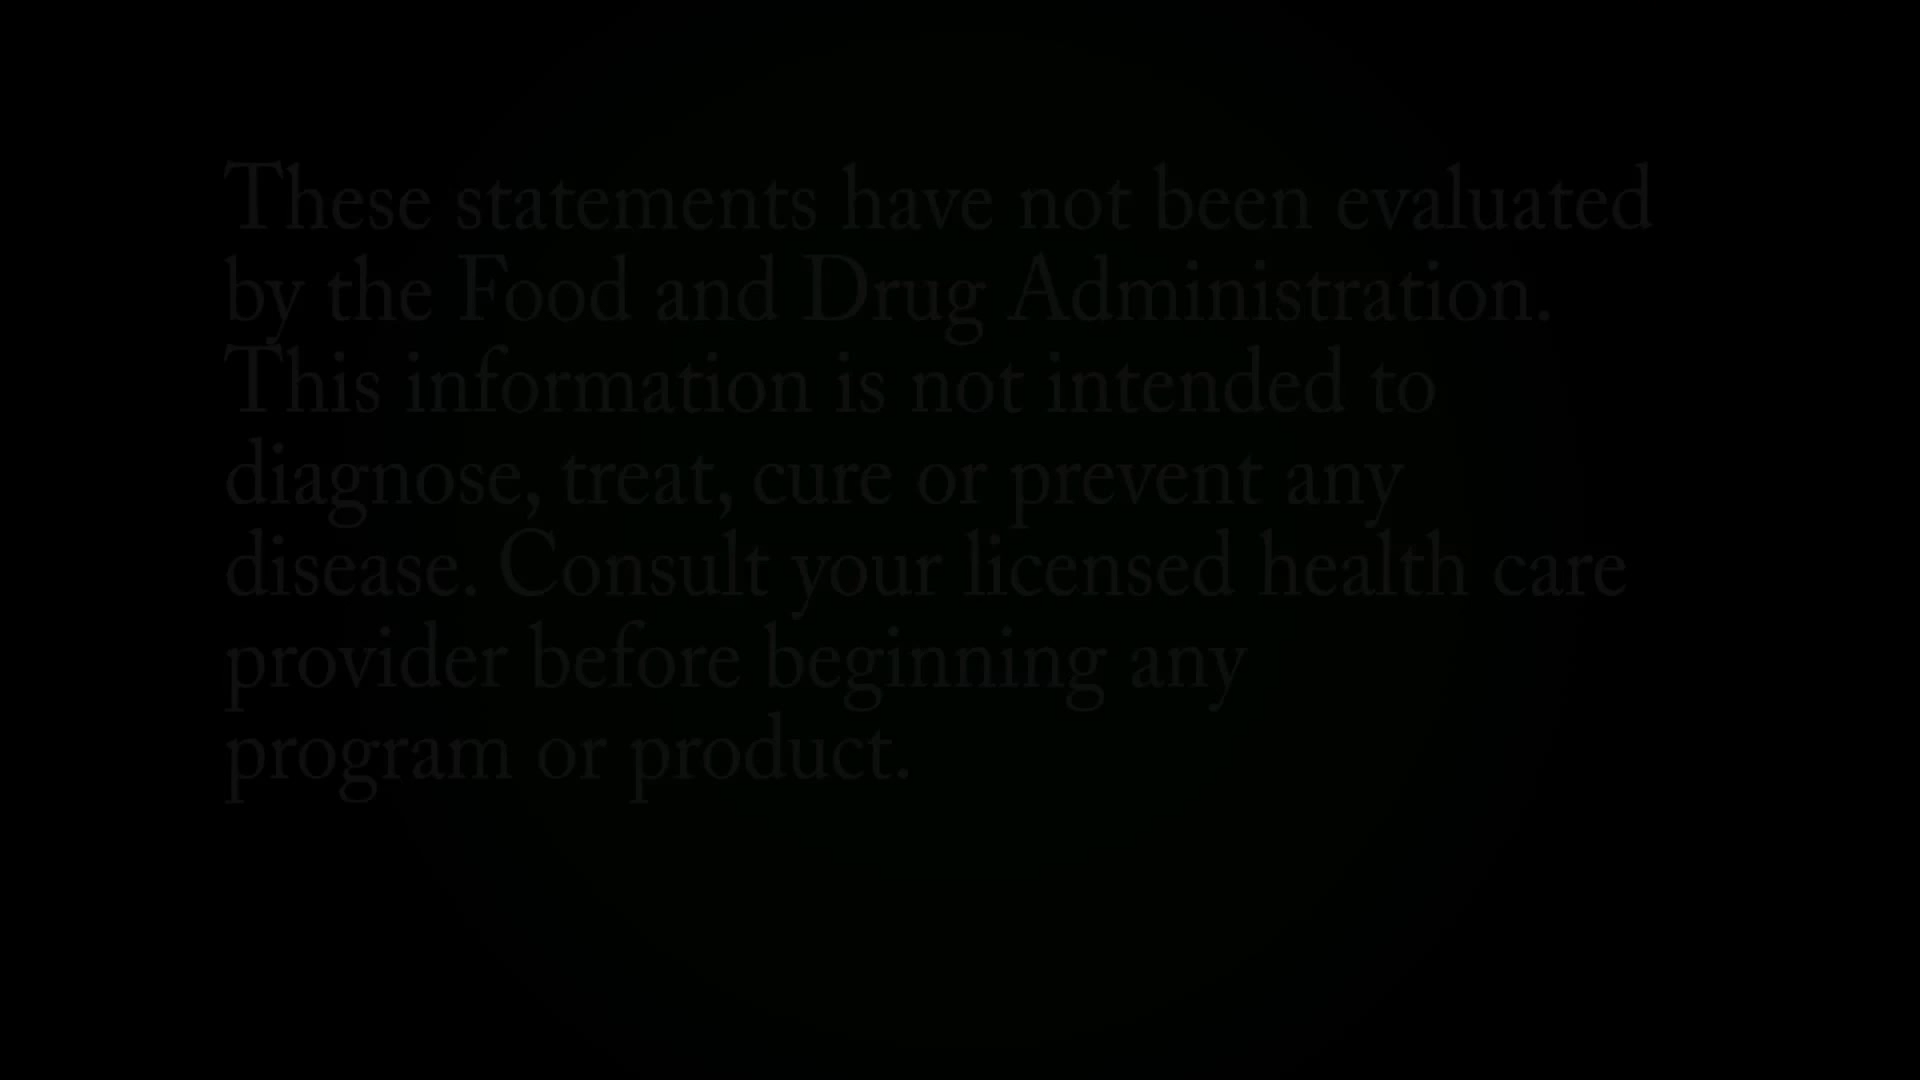 These statements have not been evaluated
by the Food and Drug Administration.
This information is not intended to
diagnose, treat, cure or prevent any
disease. Consult your licensed health care
provider before beginning any
program or product.